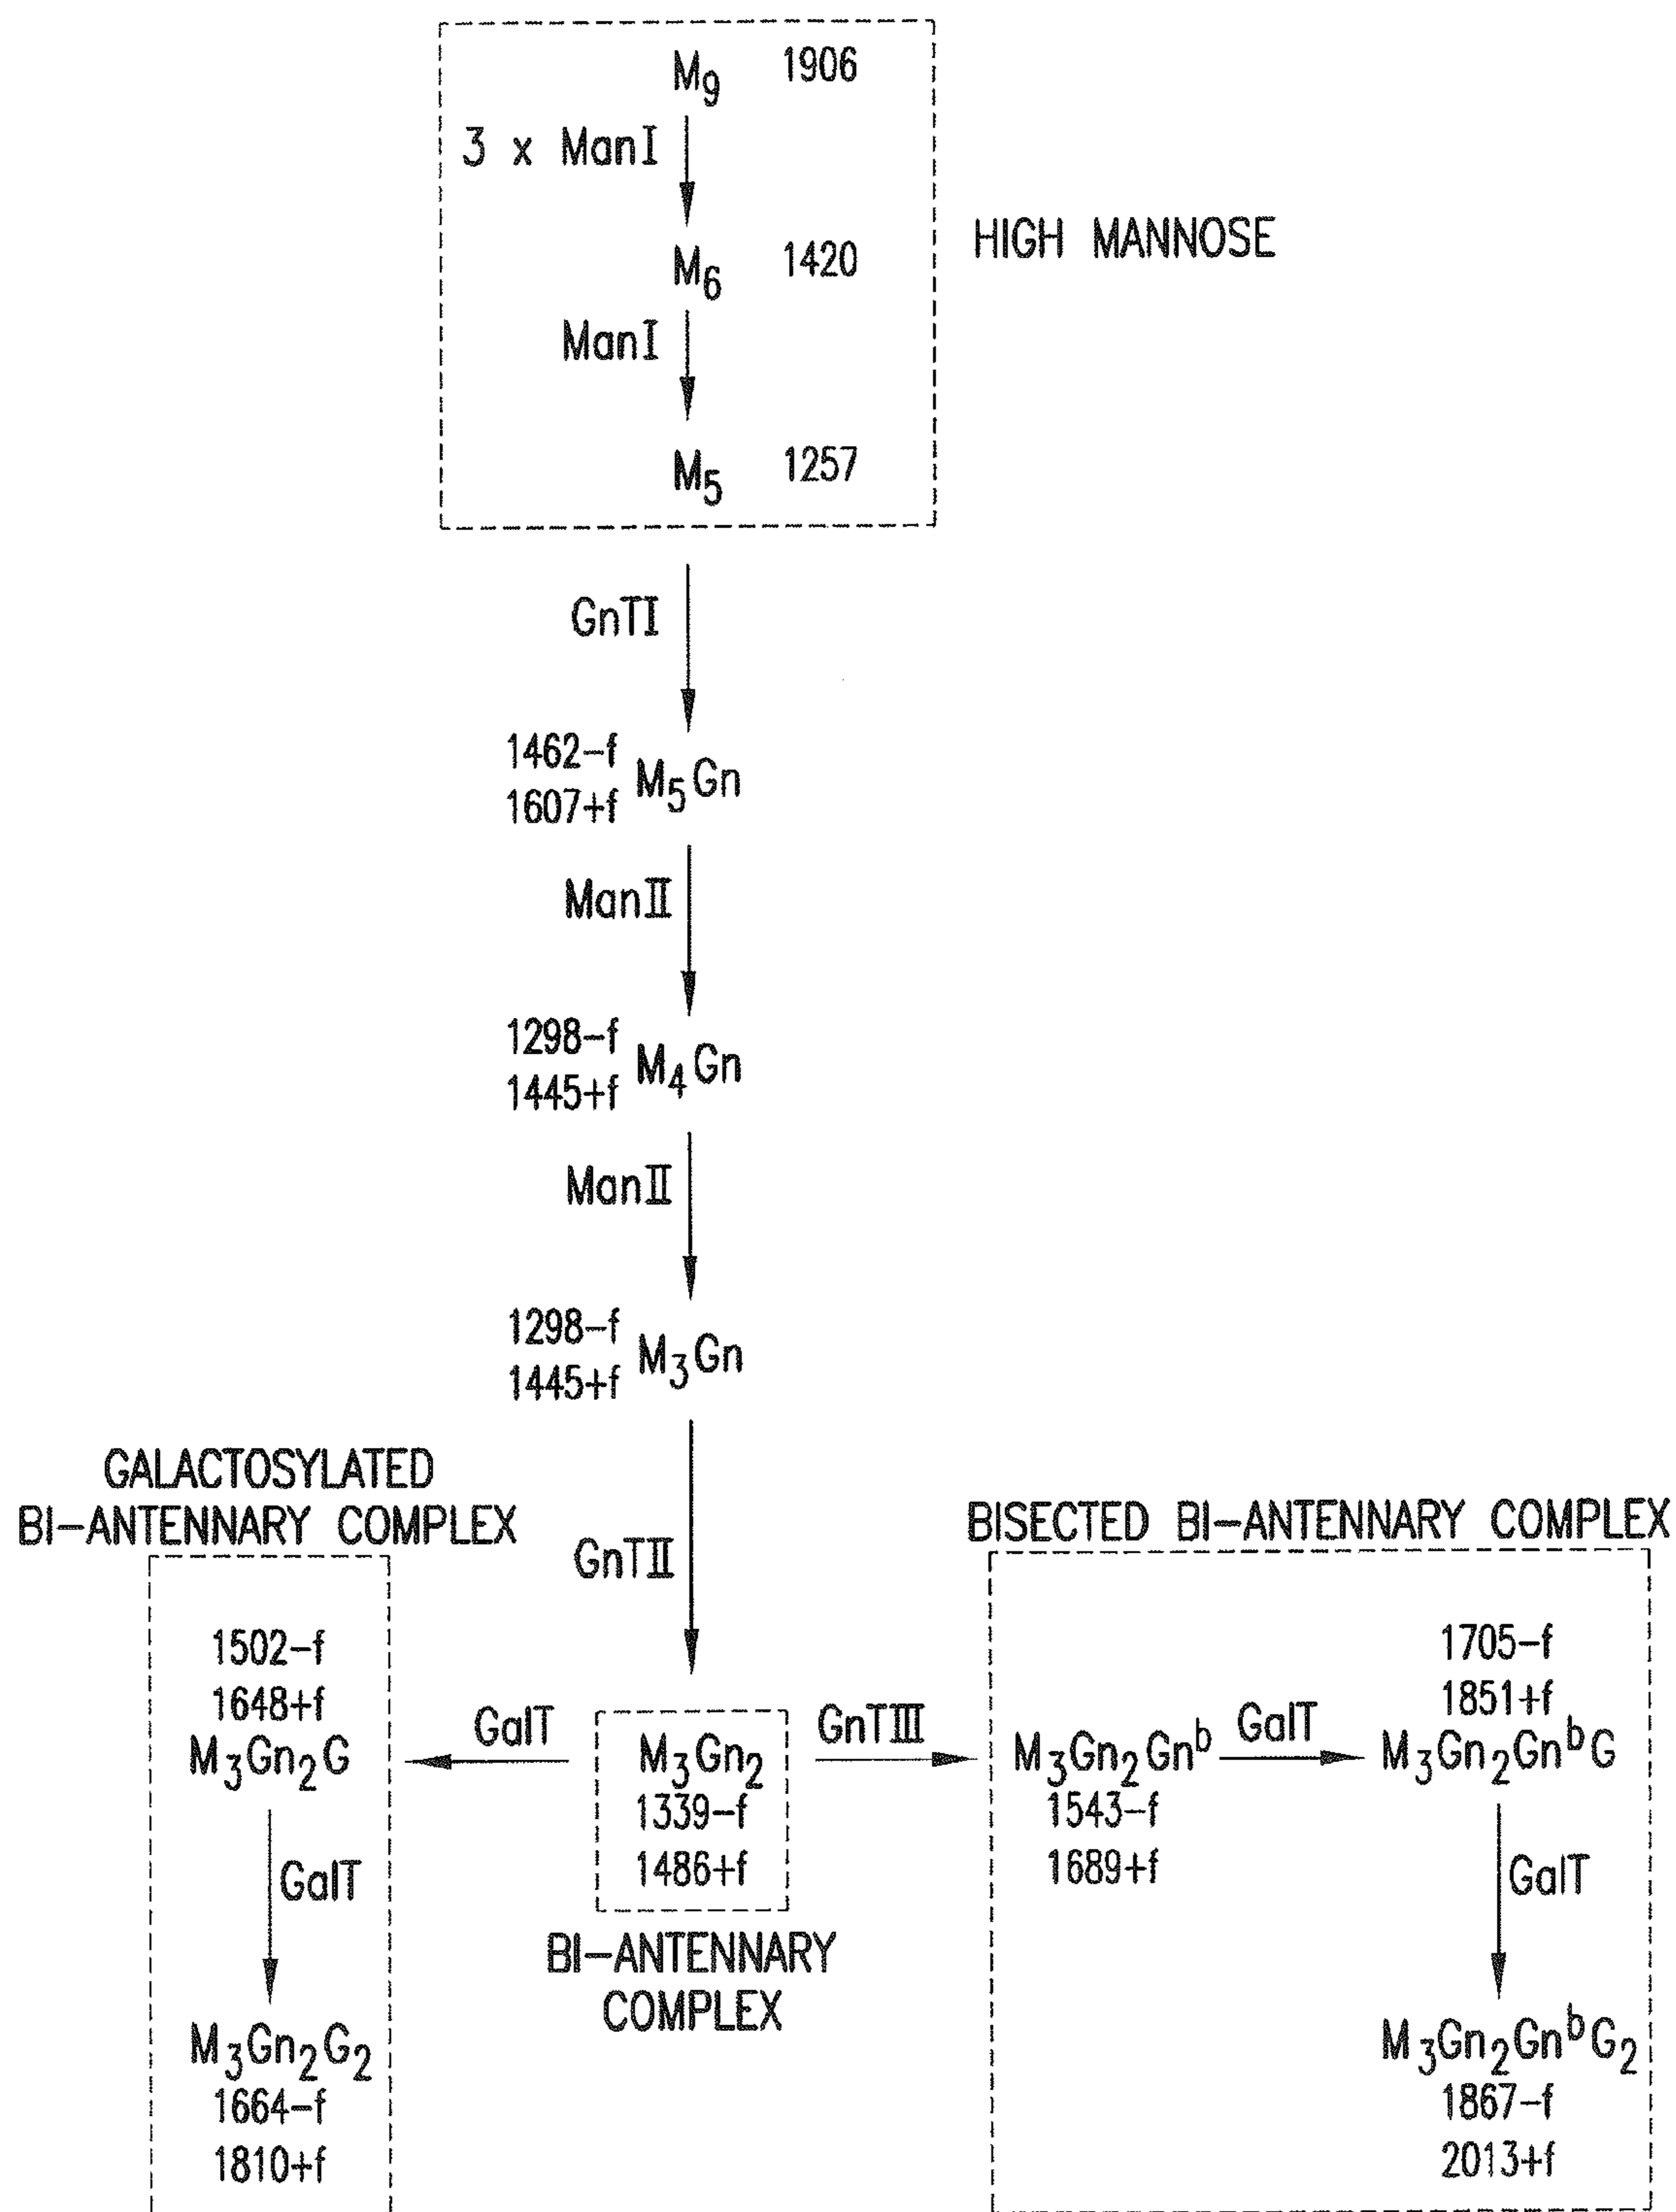 M9 1906
3 x ManI
M6 1420
HIGH MANNOSE
ManI
M5 1257
GnTI
1462-f
1607+f
M5Gn
ManII
1298-f
1445+f
M4Gn
ManII
1298-f
1445+f
M3Gn
GALACTOSYLATED
BI-ANTENNARY COMPLEX
GnTII
BISECTED BI-ANTENNARY COMPLEX
1502-f
1648+f
M3Gn2G
GalT
M3Gn2
1339-f
1486+f
GnTIII
M3Gn2Gnb
1543-f
1689+f
GalT
1705-f
1851+f
M3Gn2GnbG
GalT
GalT
BI-ANTENNARY
COMPLEX
M3Gn2G2
1664-f
1810+f
M3Gn2GnbG2
1867-f
2013+f